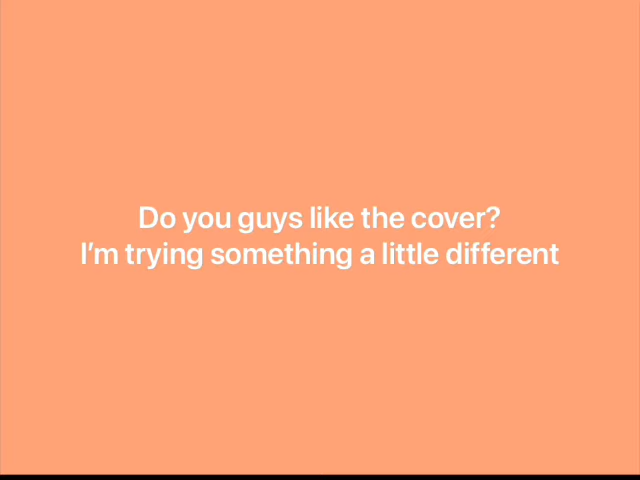 Do you guys like the cover?
I’m trying something a little different